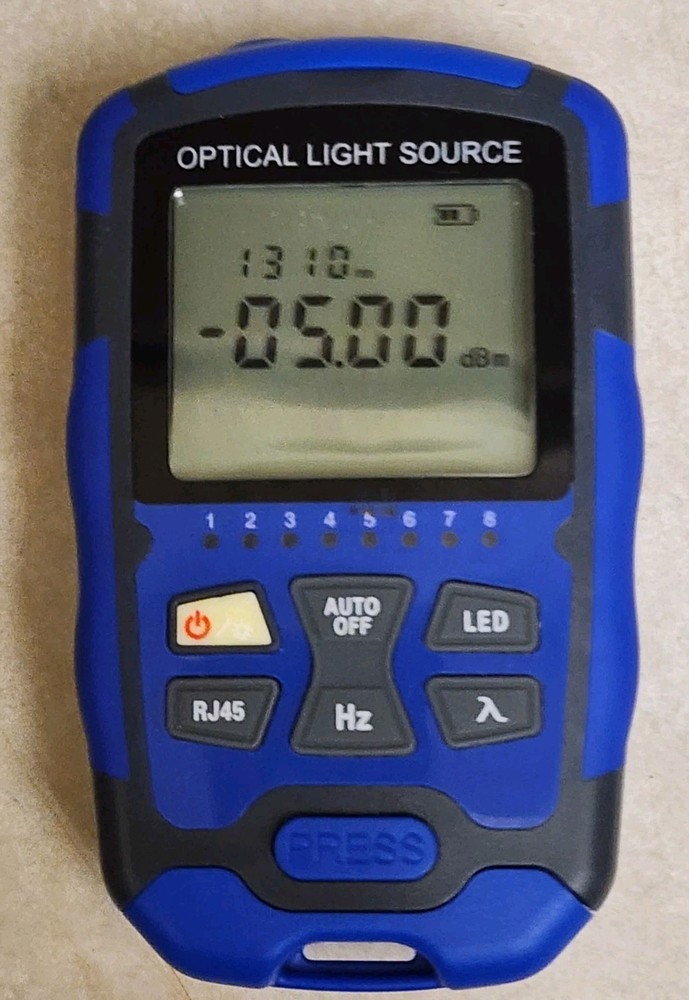 OPTICAL LIGHT SOURCE
1310nm
-05.00 dBm
1 2 3 4 5 6 7 8
AUTO OFF
LED
RJ45
Hz
λ
PRESS